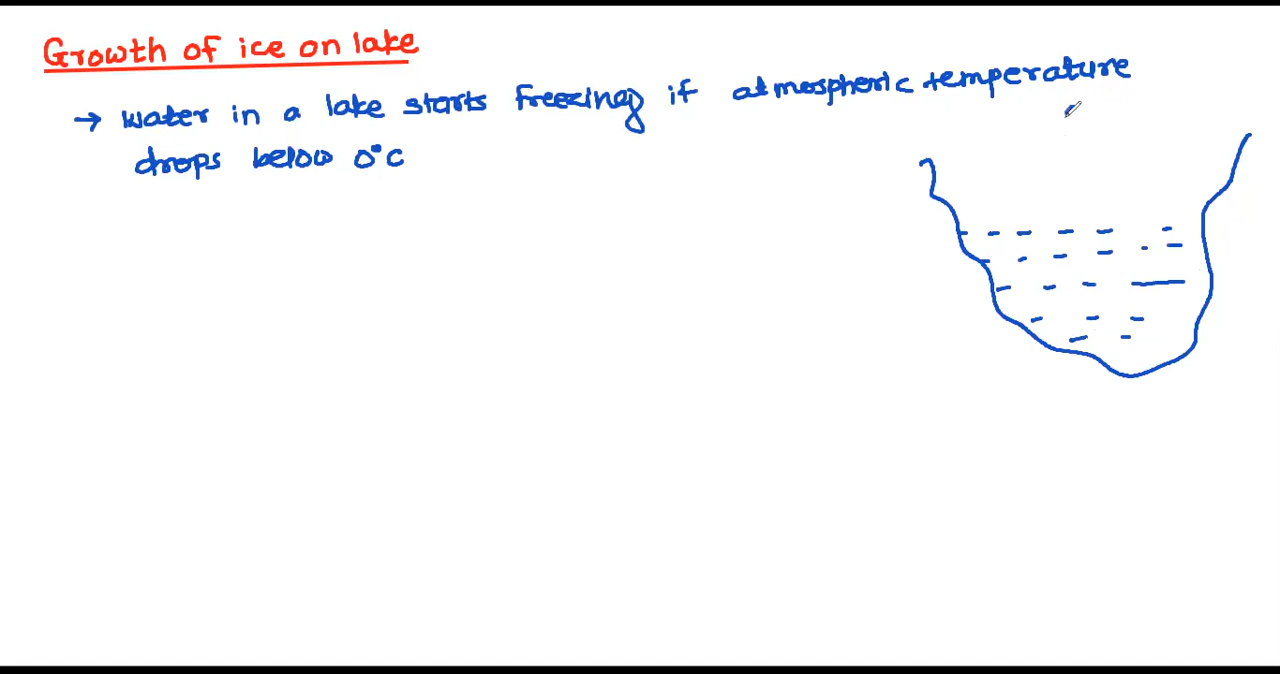 Growth of ice on lake
→ Water in a lake starts freezing if atmospheric temperature
drops below 0°C